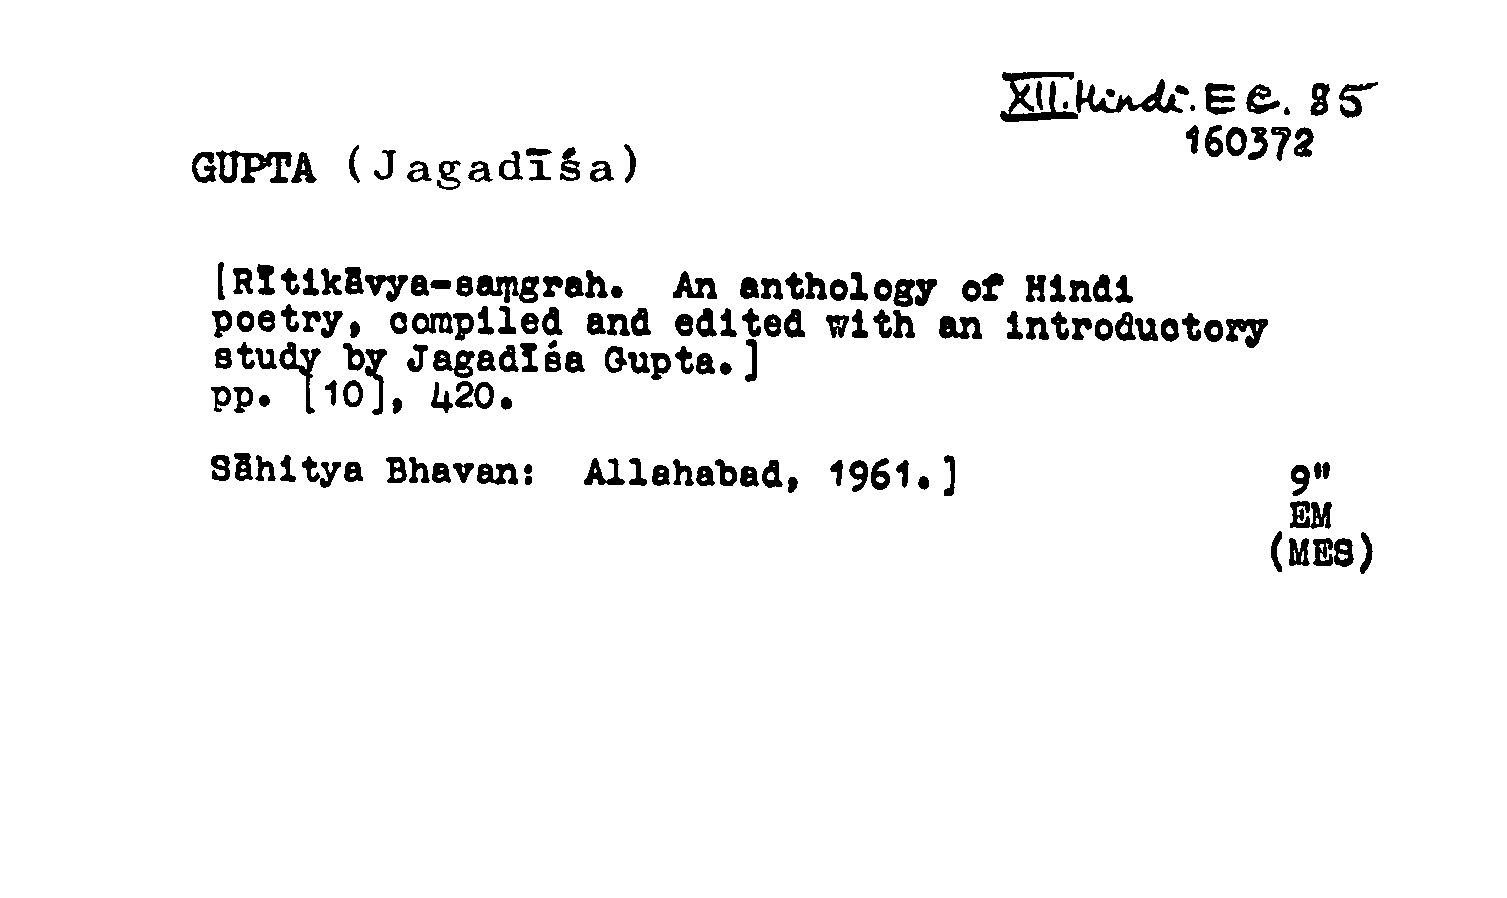 XII.Hindi.E e. 85
160372
GUPTA (Jagadīśa)
[Rītikāvya-saṃgrah. An anthology of Hindi
poetry, compiled and edited with an introductory
study by Jagadīśa Gupta.]
pp. [10], 420.
Sāhitya Bhavan: Allahabad, 1961.]
9"
EM
(MES)